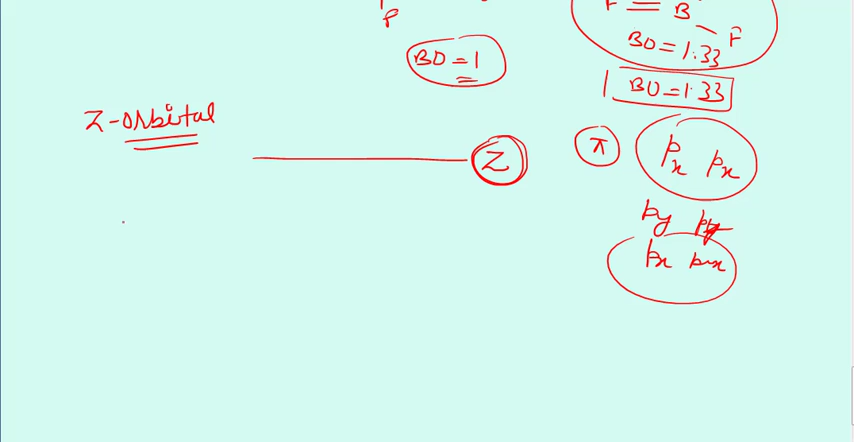 F = B
F
P
BO = 1.33
BO = 1
BO = 1.33
Z-orbital
Z
π
px px
py py
px px